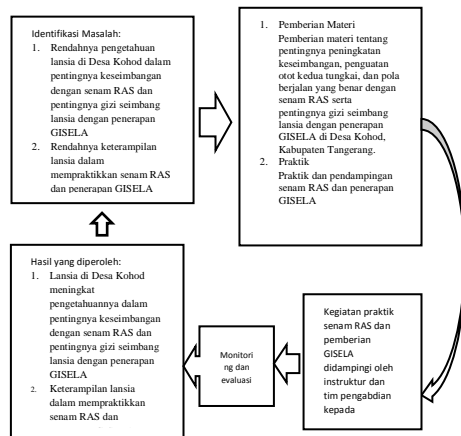 Identifikasi Masalah:
1. Rendahnya pengetahuan
lansia di Desa Kohod dalam
pentingnya keseimbangan
dengan senam RAS dan
pentingnya gizi seimbang
lansia dengan penerapan
GISELA
2. Rendahnya keterampilan
lansia dalam
mempraktikkan senam RAS
dan penerapan GISELA
1. Pemberian Materi
Pemberian materi tentang
pentingnya peningkatan
keseimbangan, penguatan
otot kedua tungkai, dan pola
berjalan yang benar dengan
senam RAS serta
pentingnya gizi seimbang
lansia dengan penerapan
GISELA di Desa Kohod,
Kabupaten Tangerang.
2. Praktik
Praktik dan pendampingan
senam RAS dan penerapan
GISELA
Kegiatan praktik
senam RAS dan
pemberian
GISELA
didampingi oleh
instruktur dan
tim pengabdian
kepada
Monitori
ng dan
evaluasi
Hasil yang diperoleh:
1. Lansia di Desa Kohod
meningkat
pengetahuannya dalam
pentingnya keseimbangan
dengan senam RAS dan
pentingnya gizi seimbang
lansia dengan penerapan
GISELA
2. Keterampilan lansia
dalam mempraktikkan
senam RAS dan